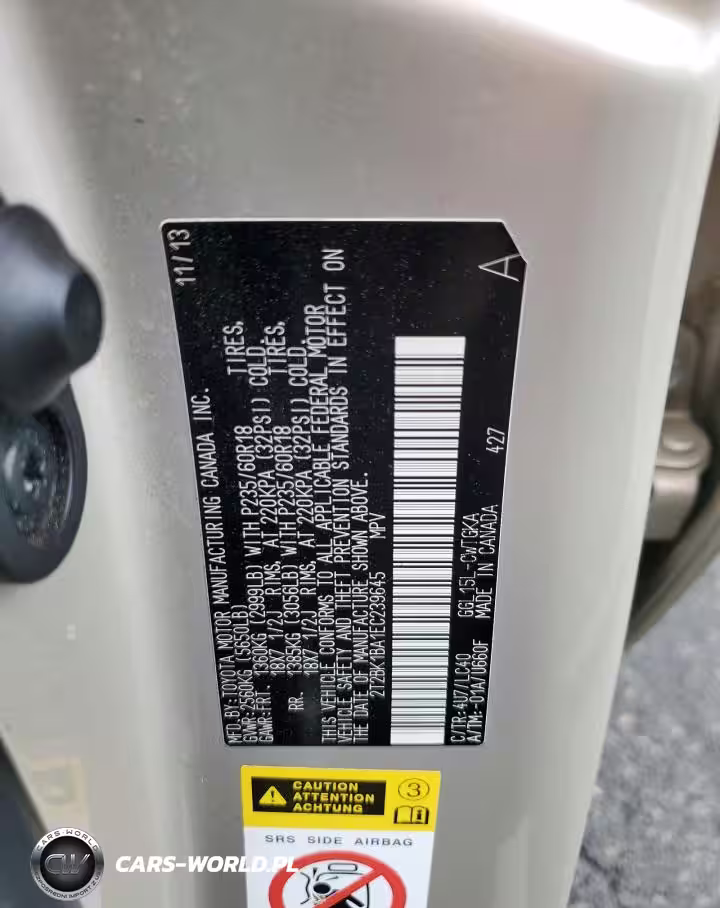 MFD.BY:TOYOTA MOTOR MANUFACTURING CANADA INC. 11/13
GVWR:2560KG (5650LB)
GAWR:FRT. 1360KG (2999LB) WITH P235/60R18 TIRES,
18X7 1/2J RIMS, AT 220KPA (32PSI) COLD.
RR. 1385KG (3056LB) WITH P235/60R18 TIRES,
18X7 1/2J RIMS, AT 220KPA (32PSI) COLD.
THIS VEHICLE CONFORMS TO ALL APPLICABLE FEDERAL MOTOR
VEHICLE SAFETY AND THEFT PREVENTION STANDARDS IN EFFECT ON
THE DATE OF MANUFACTURE SHOWN ABOVE.
2T2BK1BA1EC239645 MPV
C/TR:4U7/LC40 GGL15L-CWTGKA
A/TM:-01A/U660F MADE IN CANADA 427
A
CAUTION
ATTENTION
ACHTUNG
3
SRS SIDE AIRBAG
CARS-WORLD
CW
CARS-WORLD.PL